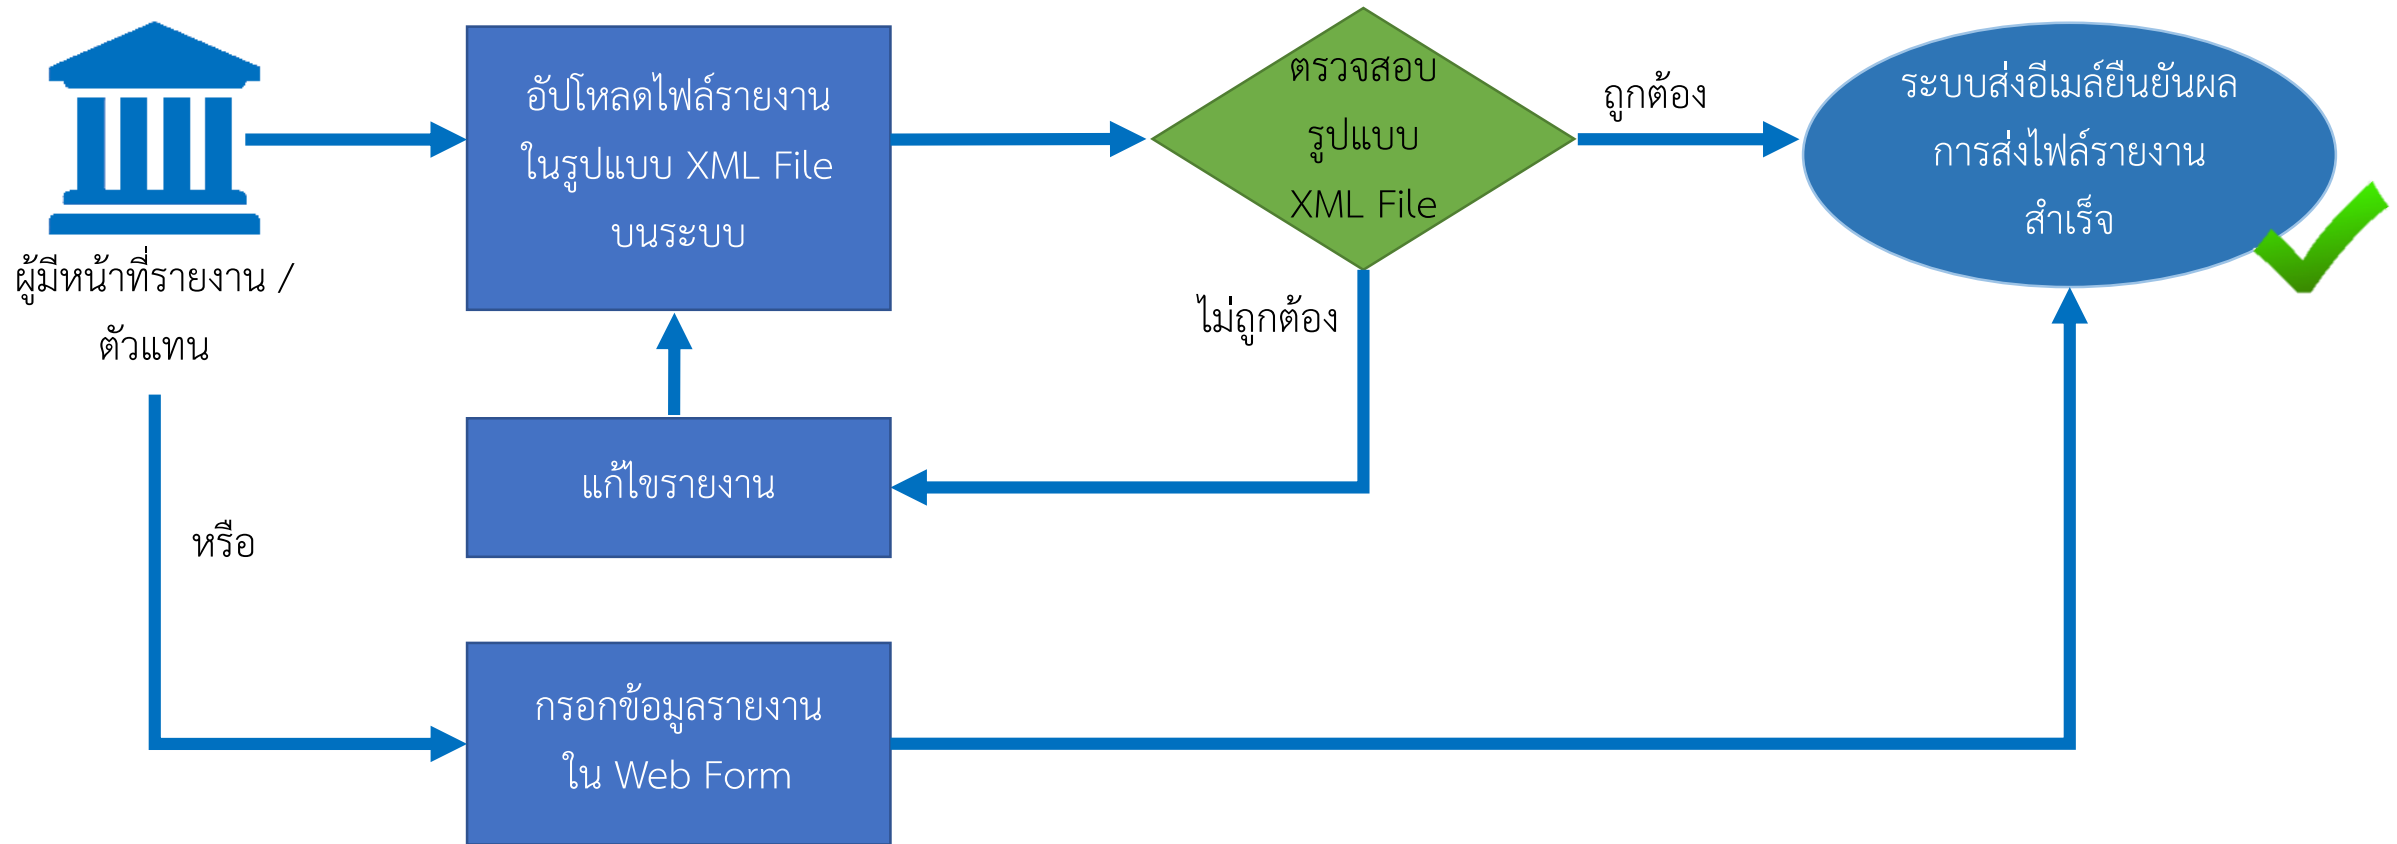 ผู้มีหน้าที่รายงาน /
ตัวแทน
อัปโหลดไฟล์รายงาน
ในรูปแบบ XML File
บนระบบ
ตรวจสอบ
รูปแบบ
XML File
ถูกต้อง
ระบบส่งอีเมล์ยืนยันผล
การส่งไฟล์รายงาน
สำเร็จ
ไม่ถูกต้อง
แก้ไขรายงาน
หรือ
กรอกข้อมูลรายงาน
ใน Web Form